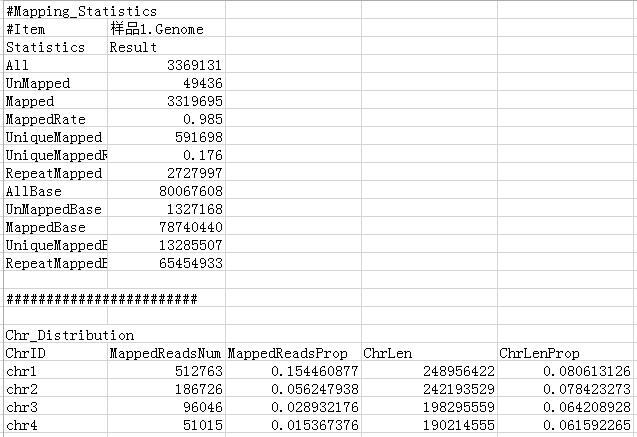 #Mapping_Statistics
#Item 样品1.Genome
Statistics Result
All 3369131
UnMapped 49436
Mapped 3319695
MappedRate 0.985
UniqueMapped 591698
UniqueMappedR 0.176
RepeatMapped 2727997
AllBase 80067608
UnMappedBase 1327168
MappedBase 78740440
UniqueMappedB 13285507
RepeatMappedB 65454933
########################
Chr_Distribution
ChrID MappedReadsNum MappedReadsProp ChrLen ChrLenProp
chr1 512763 0.154460877 248956422 0.080613126
chr2 186726 0.056247938 242193529 0.078423273
chr3 96046 0.028932176 198295559 0.064208928
chr4 51015 0.015367376 190214555 0.061592265